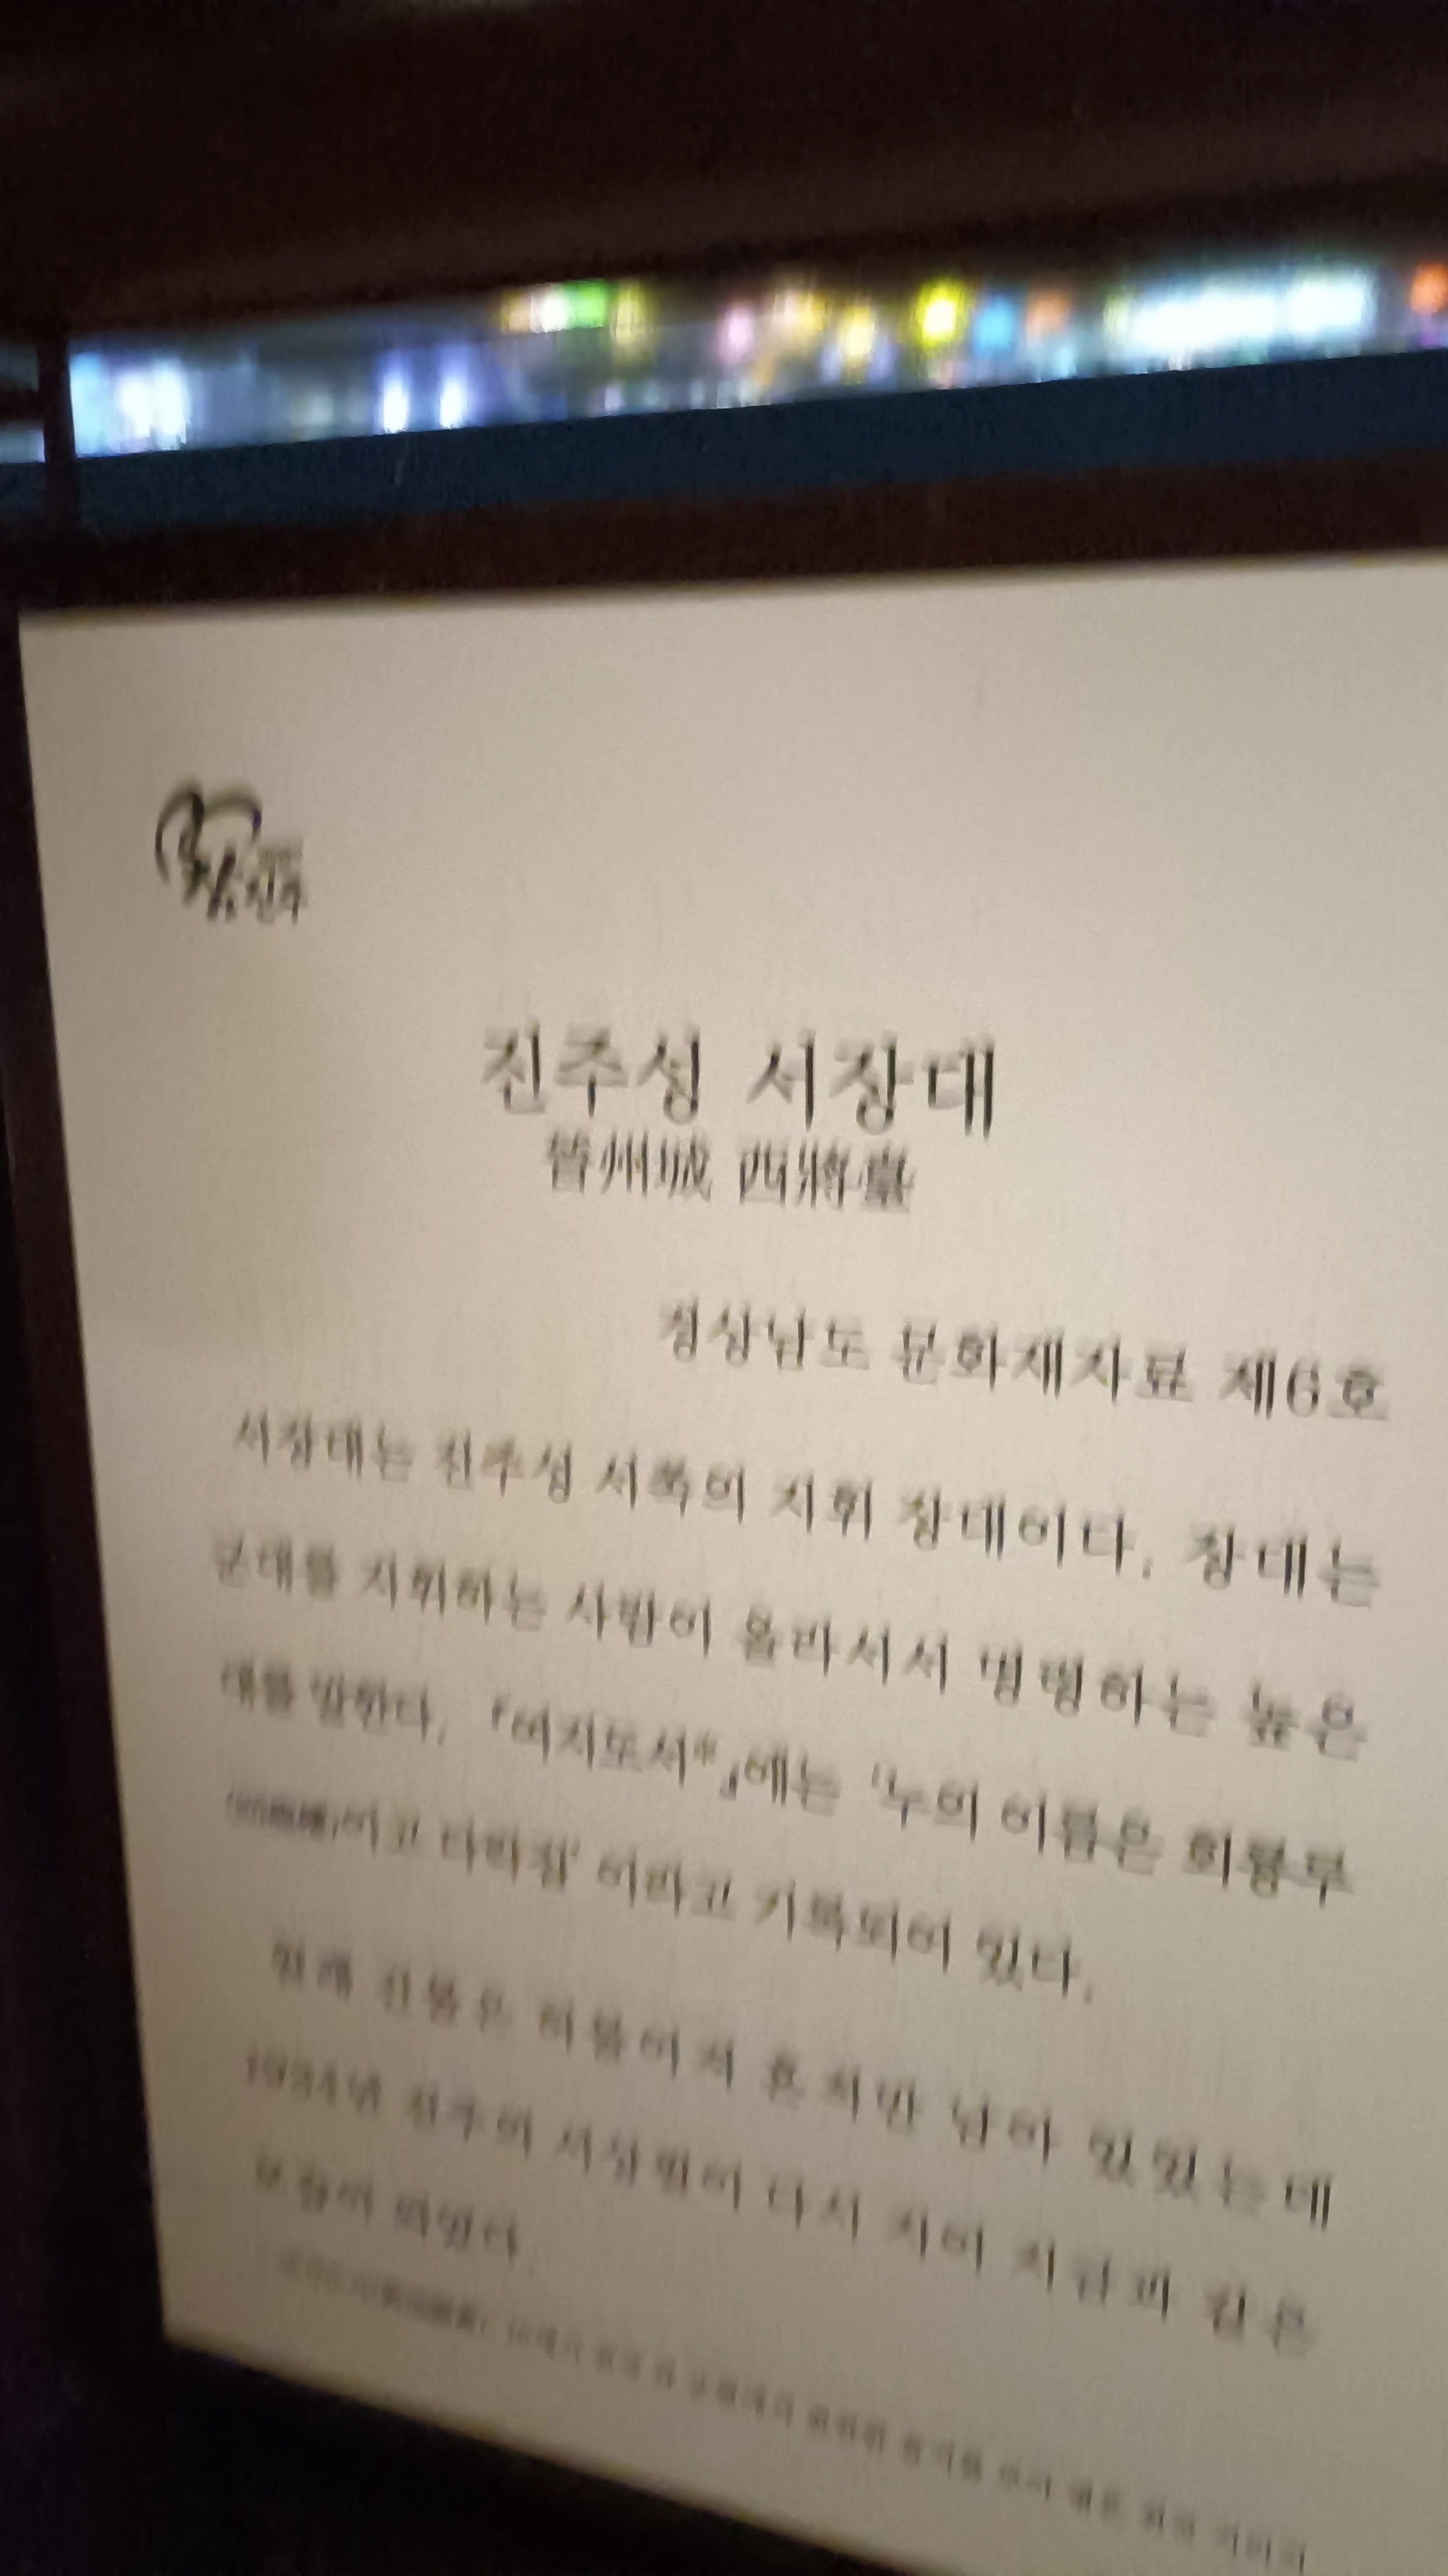 진주성 서장대
晉州城 西將臺
경상남도 문화재자료 제6호
서장대는 진주성 서쪽의 지휘 장대이다. 장대는
군대를 지휘하는 사람이 올라서서 명령하는 높은
대를 말한다. 『여지도서*』에는 '누의 이름은 회룡루
이고 다락집' 이라고 기록되어 있다.
원래 건물은 허물어져 흔적만 남아 있었는데
1934년 진주의 서상필이 다시 지어 지금과 같은
모습이 되었다.